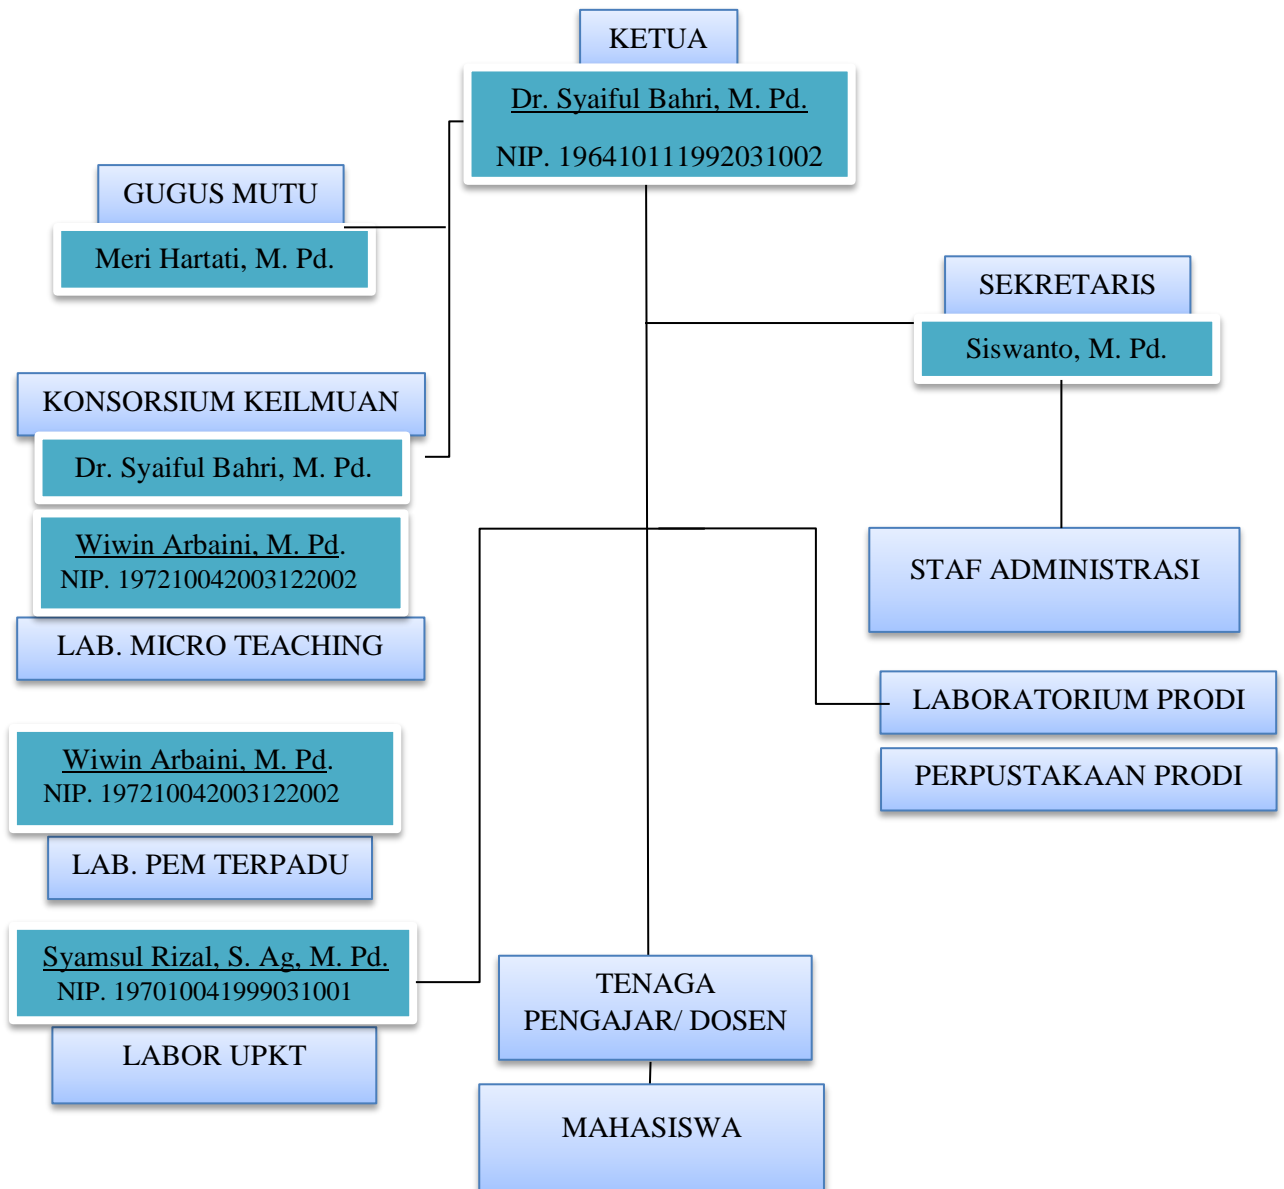 KETUA
Dr. Syaiful Bahri, M. Pd.
NIP. 196410111992031002
GUGUS MUTU
Meri Hartati, M. Pd.
SEKRETARIS
Siswanto, M. Pd.
KONSORSIUM KEILMUAN
Dr. Syaiful Bahri, M. Pd.
Wiwin Arbaini, M. Pd.
NIP. 197210042003122002
LAB. MICRO TEACHING
STAF ADMINISTRASI
LABORATORIUM PRODI
PERPUSTAKAAN PRODI
Wiwin Arbaini, M. Pd.
NIP. 197210042003122002
LAB. PEM TERPADU
Syamsul Rizal, S. Ag, M. Pd.
NIP. 197010041999031001
LABOR UPKT
TENAGA
PENGAJAR/ DOSEN
MAHASISWA